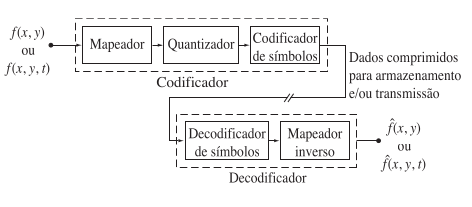 f(x, y)
ou
f(x, y, t)
Mapeador
Quantizador
Codificador
de símbolos
Codificador
Dados comprimidos
para armazenamento
e/ou transmissão
Decodificador
de símbolos
Mapeador
inverso
Decodificador
f̂(x, y)
ou
f̂(x, y, t)